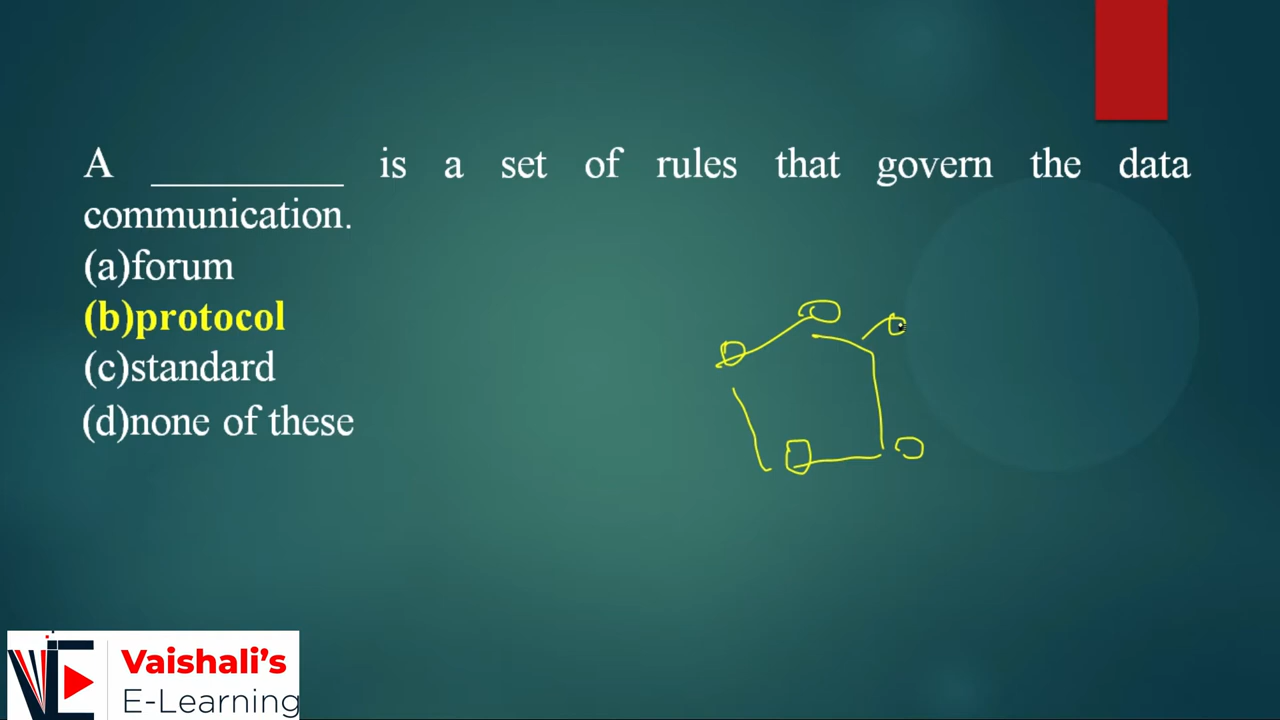 A __________ is a set of rules that govern the data
communication.
(a)forum
(b)protocol
(c)standard
(d)none of these
Vaishali's
E-Learning